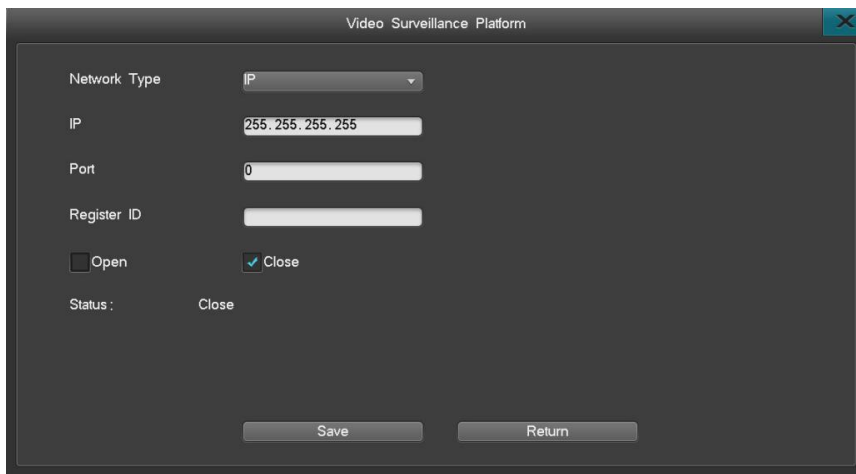 Video Surveillance Platform
Network Type IP
IP 255.255.255.255
Port 0
Register ID
Open Close
Status: Close
Save Return